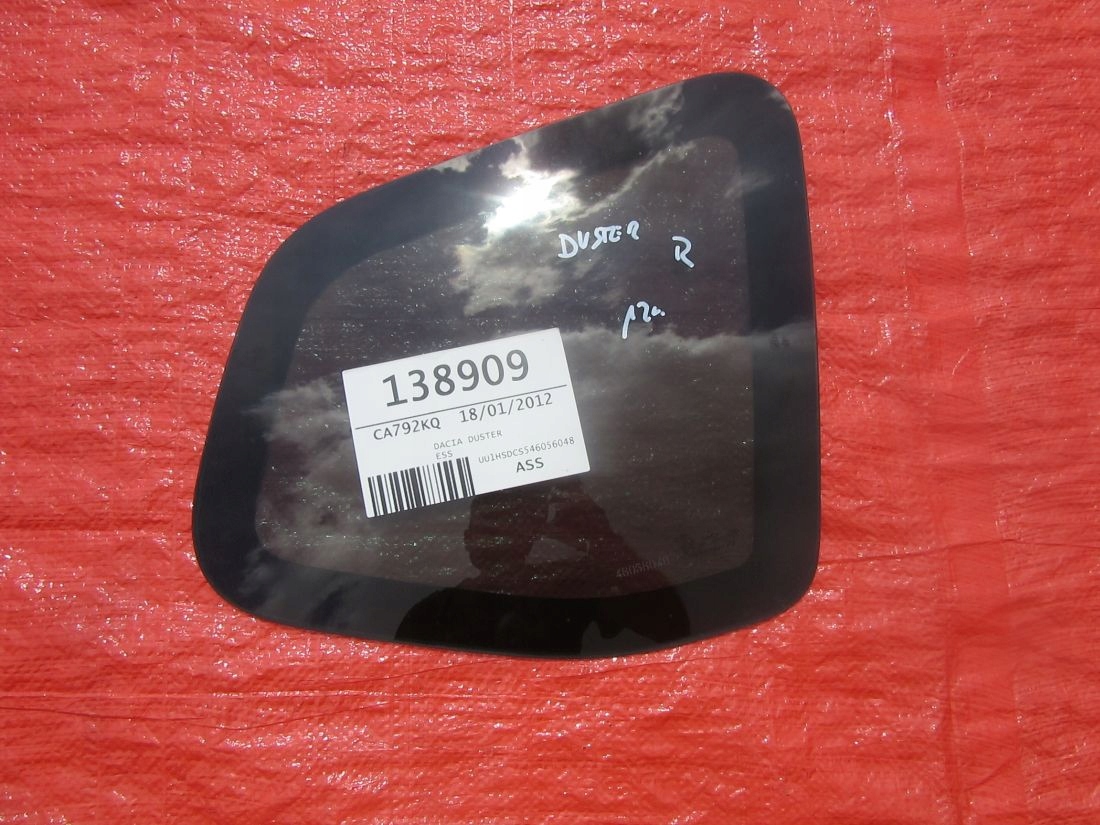 DUSTER R
138909
CA792KQ 18/01/2012
DACIA DUSTER
ESS UU1HSDCS546056048
ASS